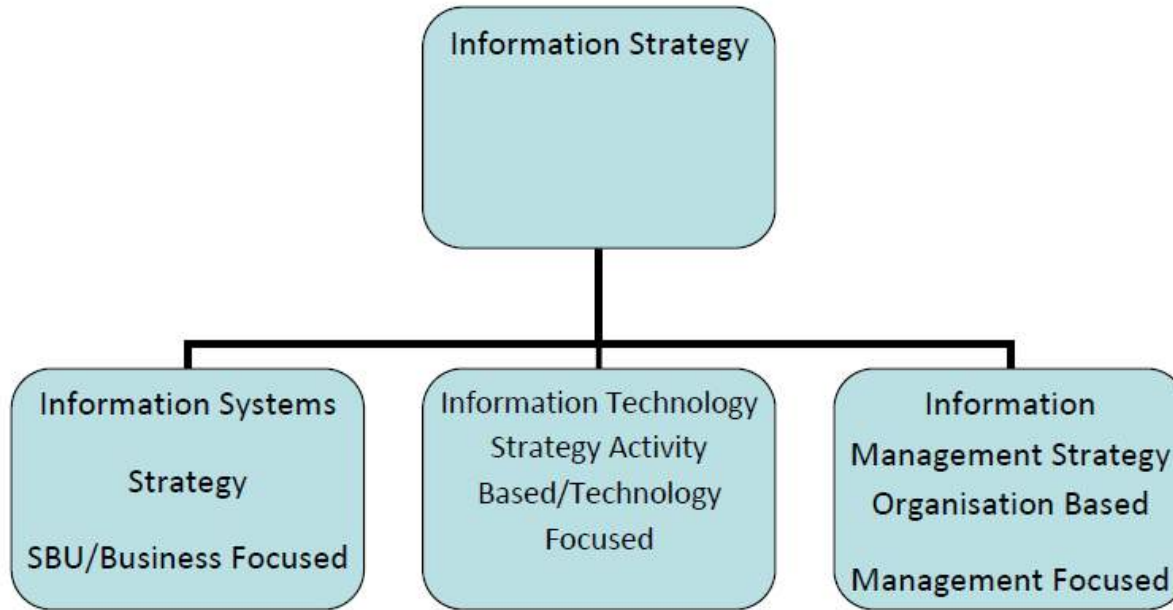 Information Strategy
Information Systems
Strategy
SBU/Business Focused
Information Technology
Strategy Activity
Based/Technology
Focused
Information
Management Strategy
Organisation Based
Management Focused